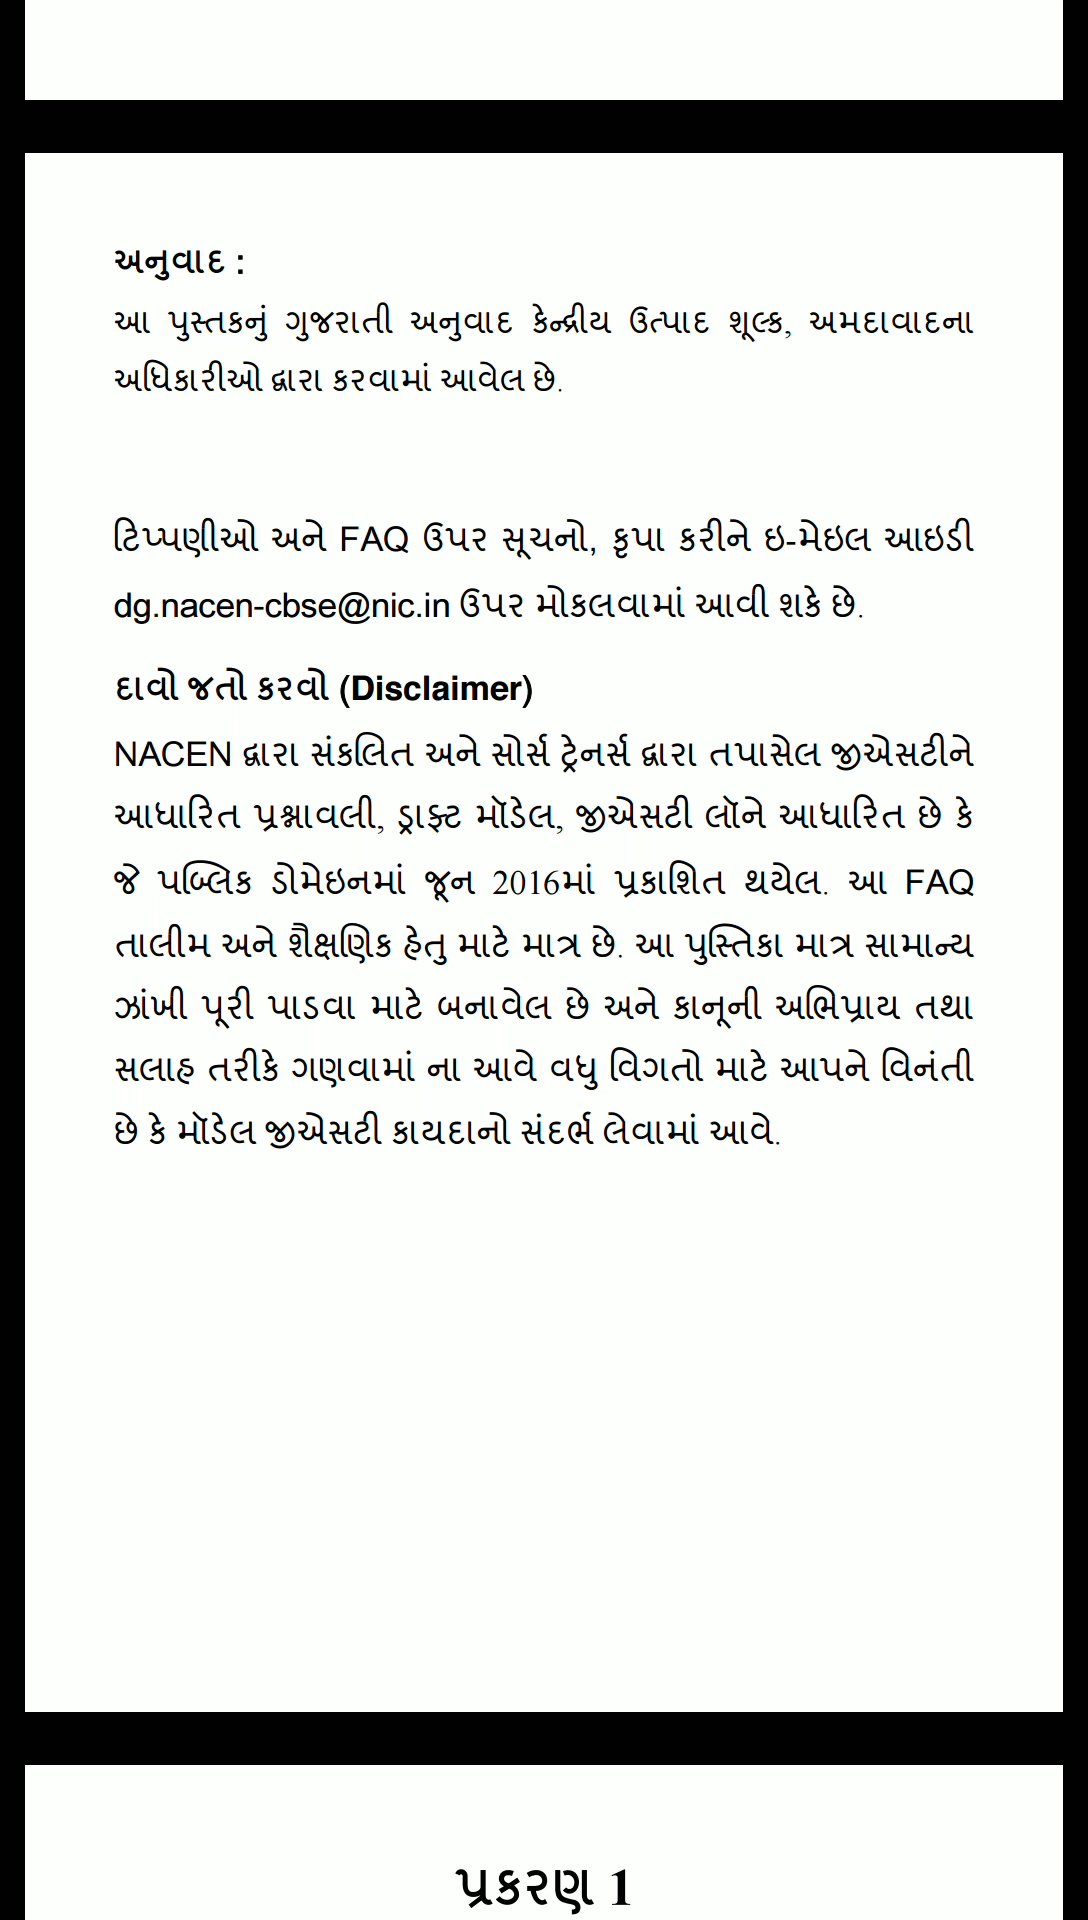 અનુવાદ :
આ પુસ્તકનું ગુજરાતી અનુવાદ કેન્દ્રીય ઉત્પાદ શૂલ્ક, અમદાવાદના
અધિકારીઓ દ્વારા કરવામાં આવેલ છે.
ટિપ્પણીઓ અને FAQ ઉપર સૂચનો, કૃપા કરીને ઇ-મેઇલ આઇડી
dg.nacen-cbse@nic.in ઉપર મોકલવામાં આવી શકે છે.
દાવો જતો કરવો (Disclaimer)
NACEN દ્વારા સંકલિત અને સોર્સ ટ્રેનર્સ દ્વારા તપાસેલ જીએસટીને
આધારિત પ્રશ્નાવલી, ડ્રાફ્ટ મૉડેલ, જીએસટી લૉને આધારિત છે કે
જે પબ્લિક ડોમેઇનમાં જૂન 2016માં પ્રકાશિત થયેલ. આ FAQ
તાલીમ અને શૈક્ષણિક હેતુ માટે માત્ર છે. આ પુસ્તિકા માત્ર સામાન્ય
ઝાંખી પૂરી પાડવા માટે બનાવેલ છે અને કાનૂની અભિપ્રાય તથા
સલાહ તરીકે ગણવામાં ના આવે વધુ વિગતો માટે આપને વિનંતી
છે કે મૉડેલ જીએસટી કાયદાનો સંદર્ભ લેવામાં આવે.
પ્રકરણ 1